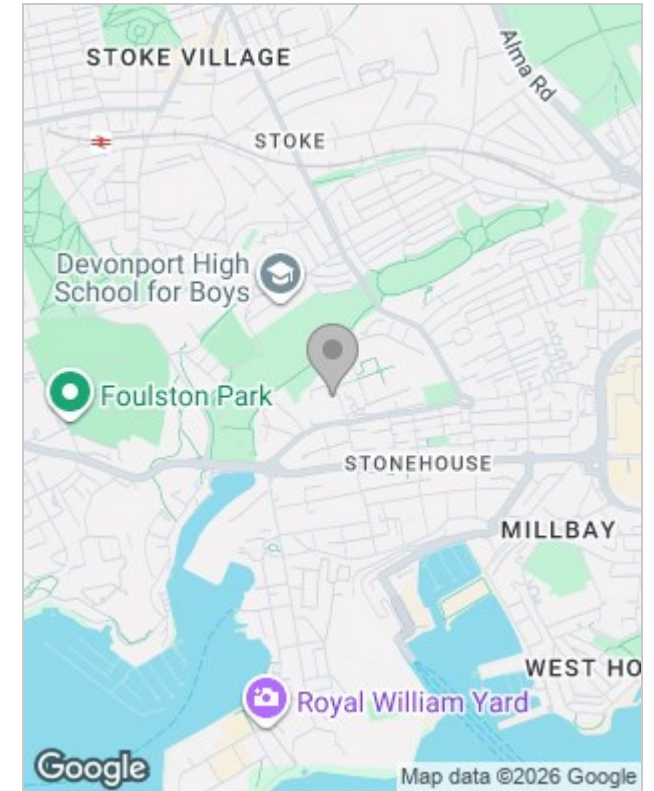 STOKE VILLAGE
Alma Rd
STOKE
Devonport High
School for Boys
Foulston Park
STONEHOUSE
MILLBAY
WEST HO
Royal William Yard
Google
Map data ©2026 Google